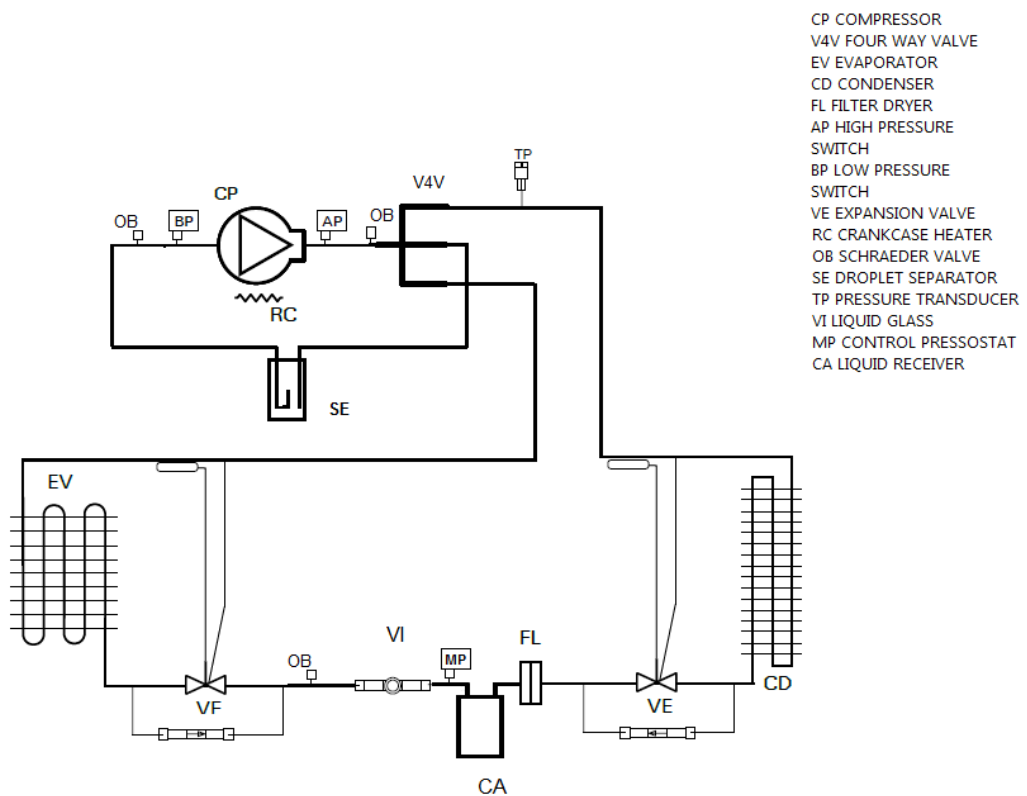 CP COMPRESSOR
V4V FOUR WAY VALVE
EV EVAPORATOR
CD CONDENSER
FL FILTER DRYER
AP HIGH PRESSURE
SWITCH
BP LOW PRESSURE
SWITCH
VE EXPANSION VALVE
RC CRANKCASE HEATER
OB SCHRAEDER VALVE
SE DROPLET SEPARATOR
TP PRESSURE TRANSDUCER
VI LIQUID GLASS
MP CONTROL PRESSOSTAT
CA LIQUID RECEIVER
TP
V4V
CP
OB
BP
AP
OB
RC
SE
EV
VI
FL
OB
MP
VF
VE
CD
CA